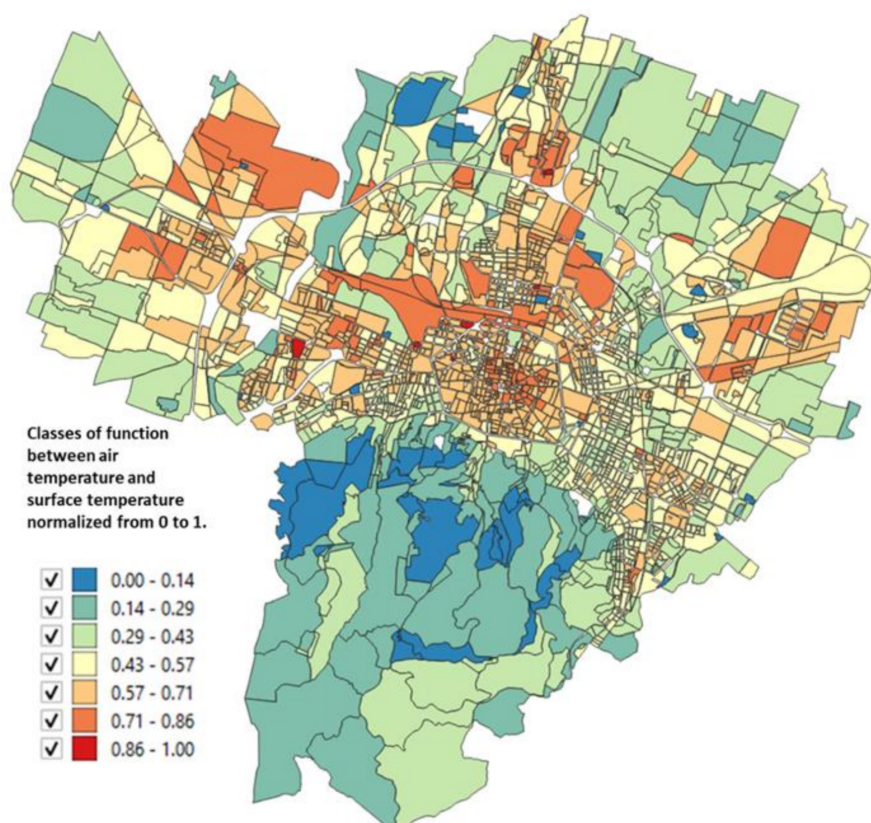 Classes of function
between air
temperature and
surface temperature
normalized from 0 to 1.
0.00 - 0.14
0.14 - 0.29
0.29 - 0.43
0.43 - 0.57
0.57 - 0.71
0.71 - 0.86
0.86 - 1.00